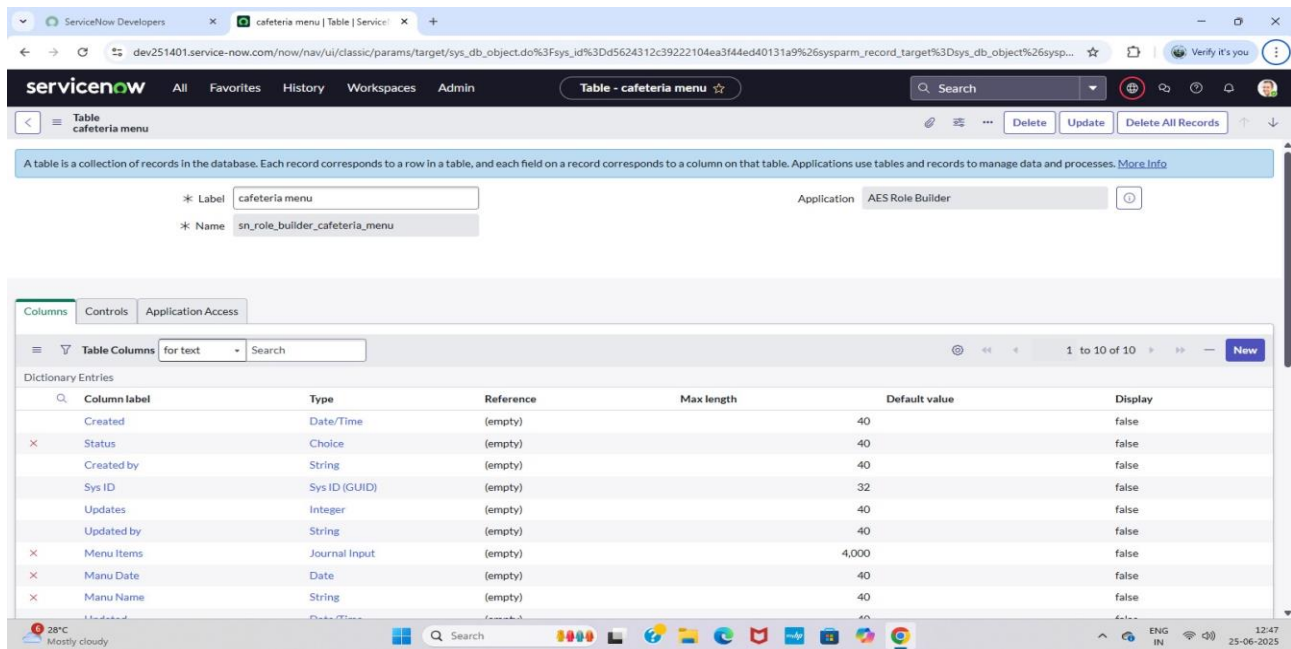 ServiceNow Developers
cafeteria menu | Table | Service
dev251401.service-now.com/now/nav/ui/classic/params/target/sys_db_object.do%3Fsys_id%3Dd5624312c39222104ea3f44ed40131a9%26sysparm_record_target%3Dsys_db_object%26sysp... Verify it's you
servicenow All Favorites History Workspaces Admin Table - cafeteria menu Search
Table
cafeteria menu
Delete Update Delete All Records
A table is a collection of records in the database. Each record corresponds to a row in a table, and each field on a record corresponds to a column on that table. Applications use tables and records to manage data and processes. More Info
Label cafeteria menu Application AES Role Builder
Name sn_role_builder_cafeteria_menu
Columns Controls Application Access
Table Columns for text Search 1 to 10 of 10 New
Dictionary Entries
Column label Type Reference Max length Default value Display
Created Date/Time (empty) 40 false
Status Choice (empty) 40 false
Created by String (empty) 40 false
Sys ID Sys ID (GUID) (empty) 32 false
Updates Integer (empty) 40 false
Updated by String (empty) 40 false
Menu Items Journal Input (empty) 4,000 false
Manu Date Date (empty) 40 false
Manu Name String (empty) 40 false
Updated Date/Time (empty) 40 false
6 28°C
Mostly cloudy
Search
ENG
IN
12:47
25-06-2025